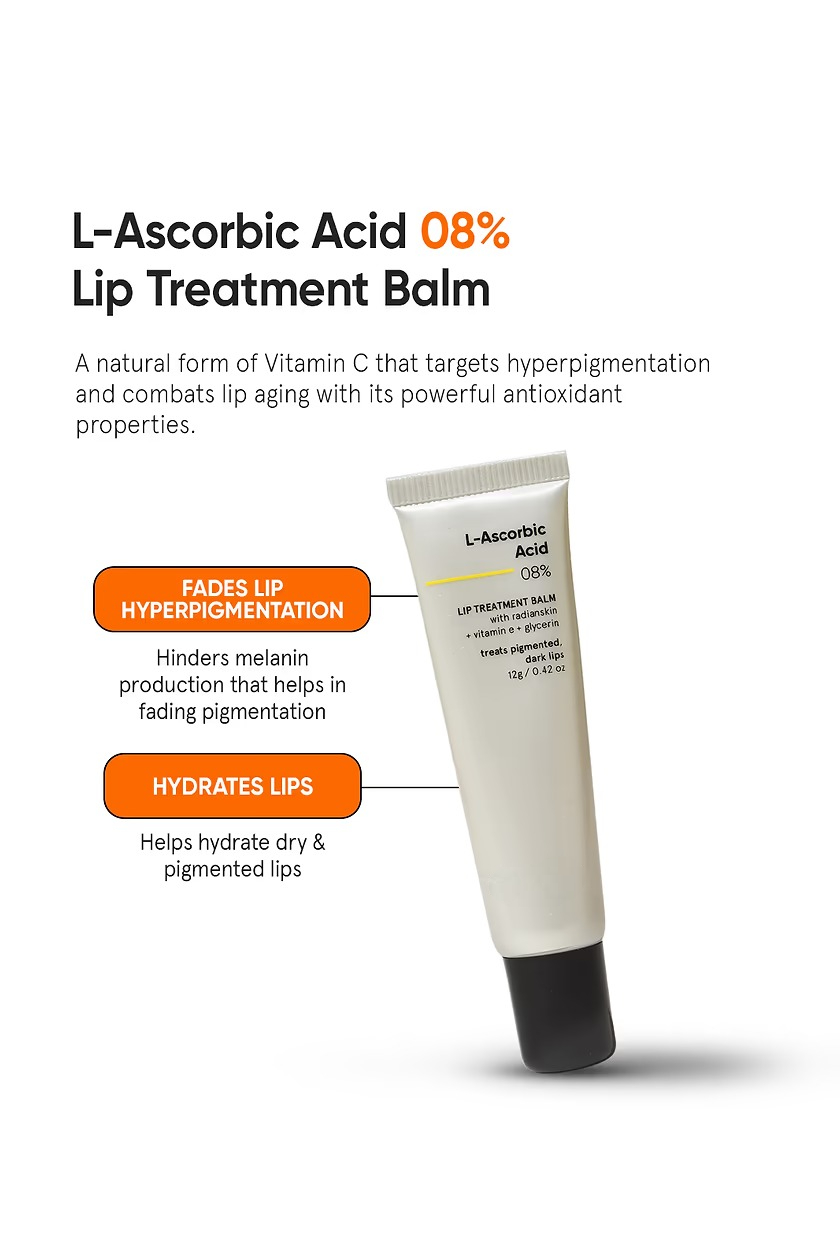 L-Ascorbic Acid 08%
Lip Treatment Balm
A natural form of Vitamin C that targets hyperpigmentation
and combats lip aging with its powerful antioxidant
properties.
FADES LIP
HYPERPIGMENTATION
Hinders melanin
production that helps in
fading pigmentation
HYDRATES LIPS
Helps hydrate dry &
pigmented lips
L-Ascorbic
Acid
08%
LIP TREATMENT BALM
with radianskin
+ vitamin e + glycerin
treats pigmented,
dark lips
12g / 0.42 oz